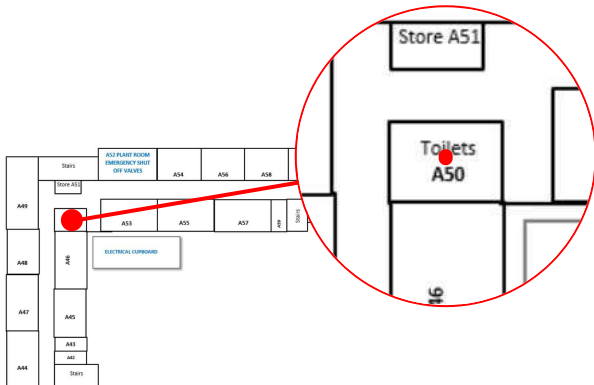 Store A51
Toilets
A50
46
Stairs
A52 PLANT ROOM
EMERGENCY SHUT
OFF VALVES
A54
A56
A58
Store A51
A49
A53
A55
A57
A59
Stairs
A48
A46
ELECTRICAL CUPBOARD
A47
A45
A43
A42
A44
Stairs